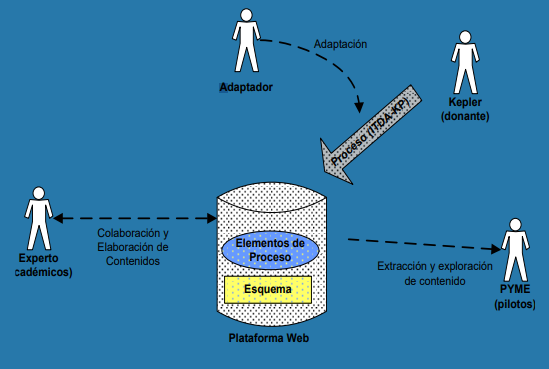 Adaptación
Adaptador
Kepler
(donante)
Proceso (ITDA-KP)
Colaboración y
Elaboración de
Contenidos
Experto
cadémicos)
Elementos de
Proceso
Esquema
Plataforma Web
Extracción y exploración
de contenido
PYME
(pilotos)